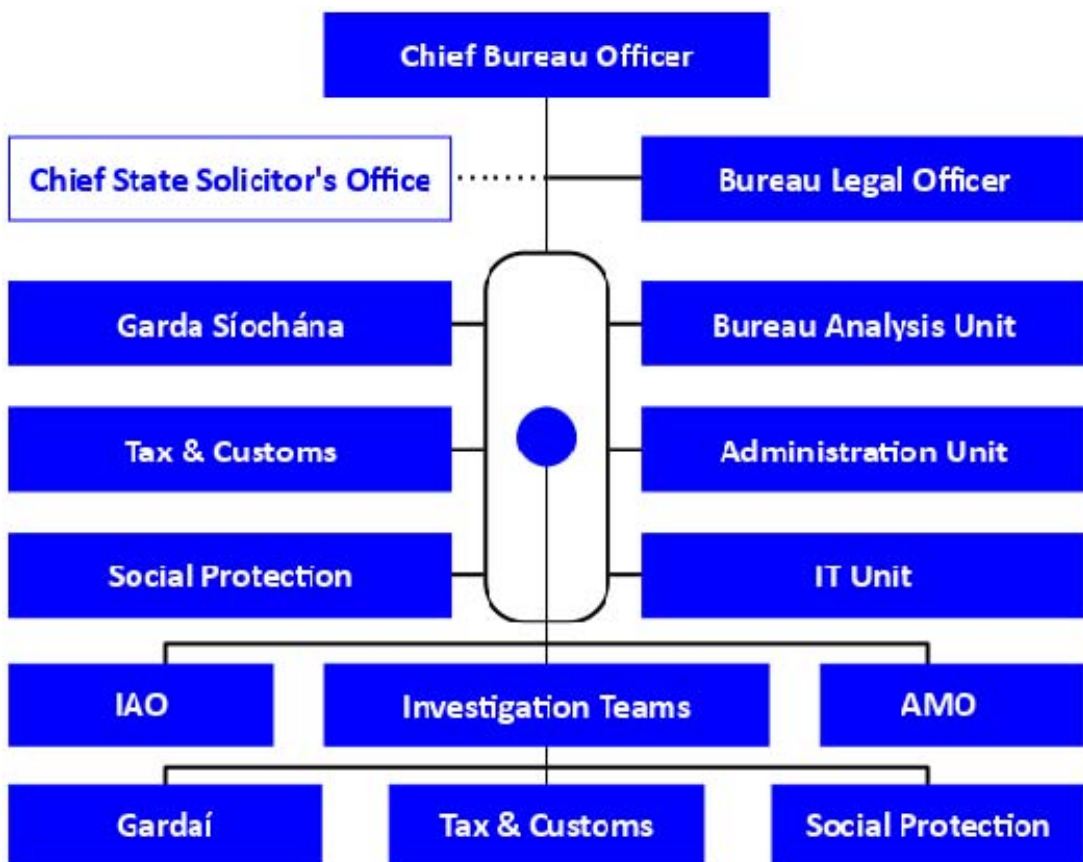 Chief Bureau Officer
Chief State Solicitor's Office
Bureau Legal Officer
Garda Síochána
Bureau Analysis Unit
Tax & Customs
Administration Unit
Social Protection
IT Unit
IAO
Investigation Teams
AMO
Gardaí
Tax & Customs
Social Protection